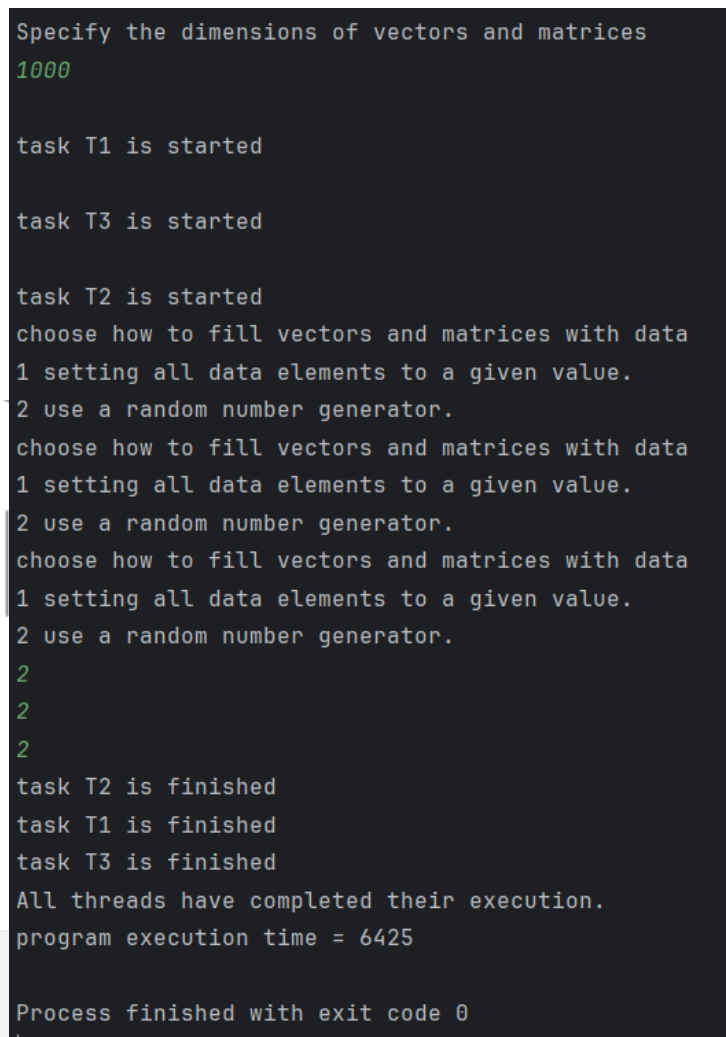 Specify the dimensions of vectors and matrices
1000
task T1 is started
task T3 is started
task T2 is started
choose how to fill vectors and matrices with data
1 setting all data elements to a given value.
2 use a random number generator.
choose how to fill vectors and matrices with data
1 setting all data elements to a given value.
2 use a random number generator.
choose how to fill vectors and matrices with data
1 setting all data elements to a given value.
2 use a random number generator.
2
2
2
task T2 is finished
task T1 is finished
task T3 is finished
All threads have completed their execution.
program execution time = 6425
Process finished with exit code 0